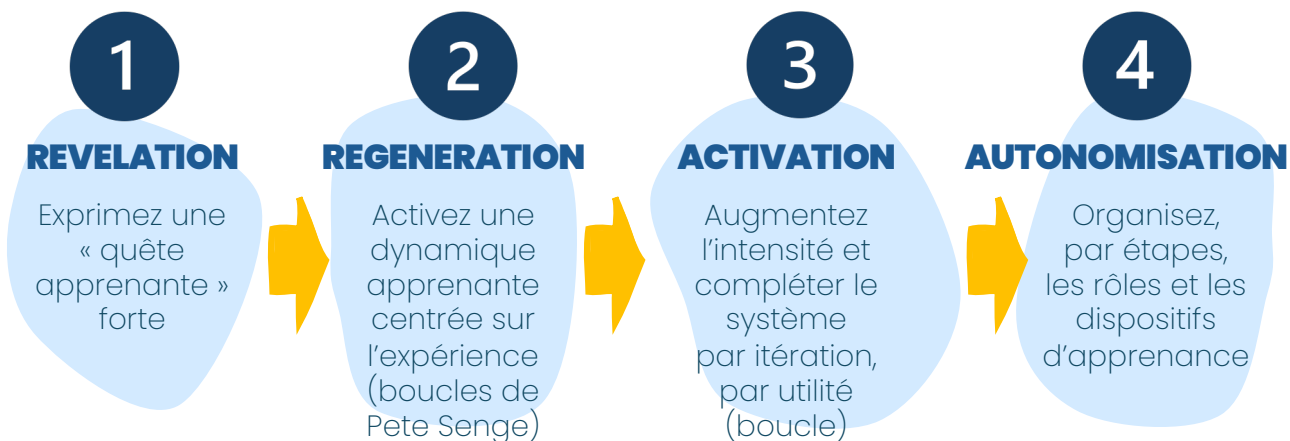 1
REVELATION
Exprimez une
« quête
apprenante »
forte
2
REGENERATION
Activez une
dynamique
apprenante
centrée sur
l’expérience
(boucles de
Pete Senge)
3
ACTIVATION
Augmentez
l’intensité et
compléter le
système
par itération,
par utilité
(boucle)
4
AUTONOMISATION
Organisez,
par étapes,
les rôles et les
dispositifs
d’apprenance